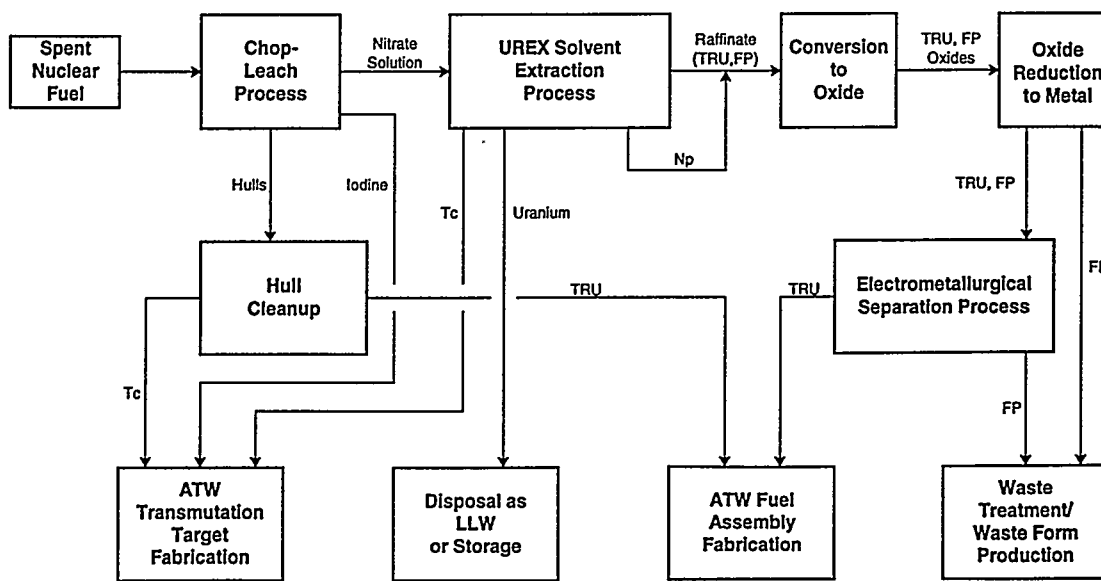 Spent
Nuclear
Fuel
Chop-
Leach
Process
Nitrate
Solution
UREX Solvent
Extraction
Process
Raffinate
(TRU,FP)
Conversion
to
Oxide
TRU, FP
Oxides
Oxide
Reduction
to Metal
Np
Hulls
Iodine
Tc
Uranium
TRU, FP
Hull
Cleanup
TRU
TRU
Electrometallurgical
Separation Process
Tc
FP
ATW
Transmutation
Target
Fabrication
Disposal as
LLW
or Storage
ATW Fuel
Assembly
Fabrication
Waste
Treatment/
Waste Form
Production